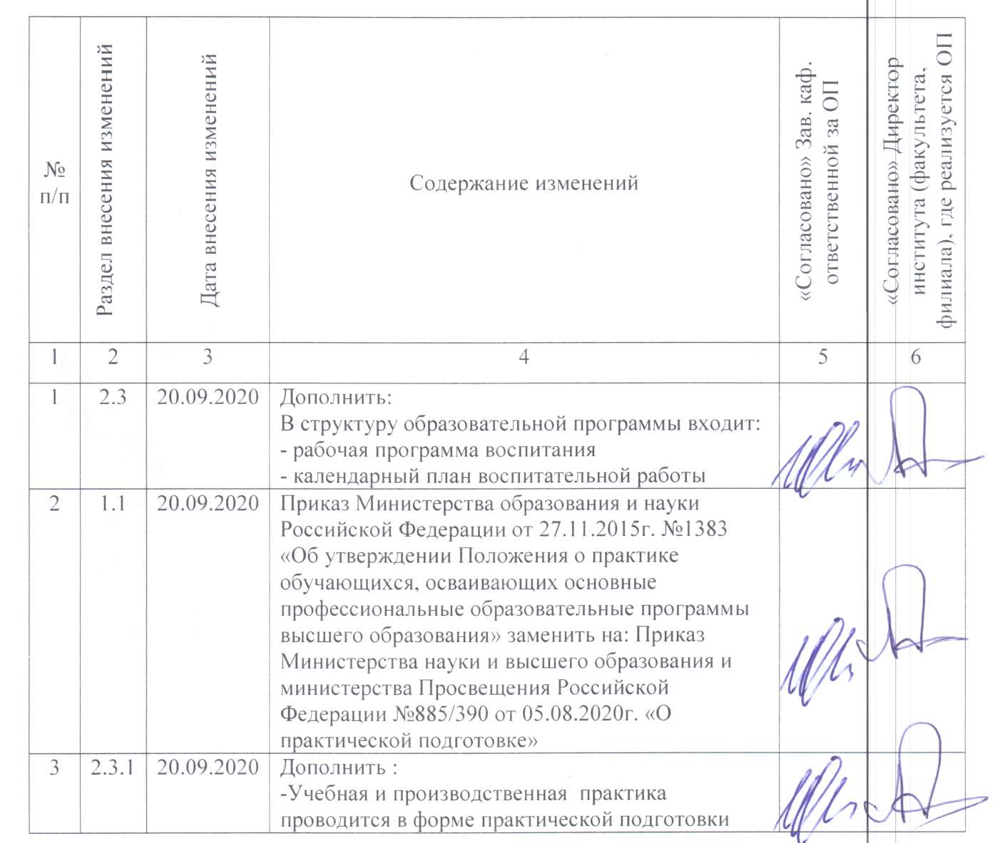 №
п/п
Раздел внесения изменений
Дата внесения изменений
Содержание изменений
«Согласовано» Зав. каф.
ответственной за ОП
«Согласовано» Директор
института (факультета,
филиала), где реализуется ОП
1 2 3 4 5 6
1 2.3 20.09.2020 Дополнить:
В структуру образовательной программы входит:
- рабочая программа воспитания
- календарный план воспитательной работы
2 1.1 20.09.2020 Приказ Министерства образования и науки
Российской Федерации от 27.11.2015г. №1383
«Об утверждении Положения о практике
обучающихся, осваивающих основные
профессиональные образовательные программы
высшего образования» заменить на: Приказ
Министерства науки и высшего образования и
министерства Просвещения Российской
Федерации №885/390 от 05.08.2020г. «О
практической подготовке»
3 2.3.1 20.09.2020 Дополнить :
-Учебная и производственная  практика
проводится в форме практической подготовки